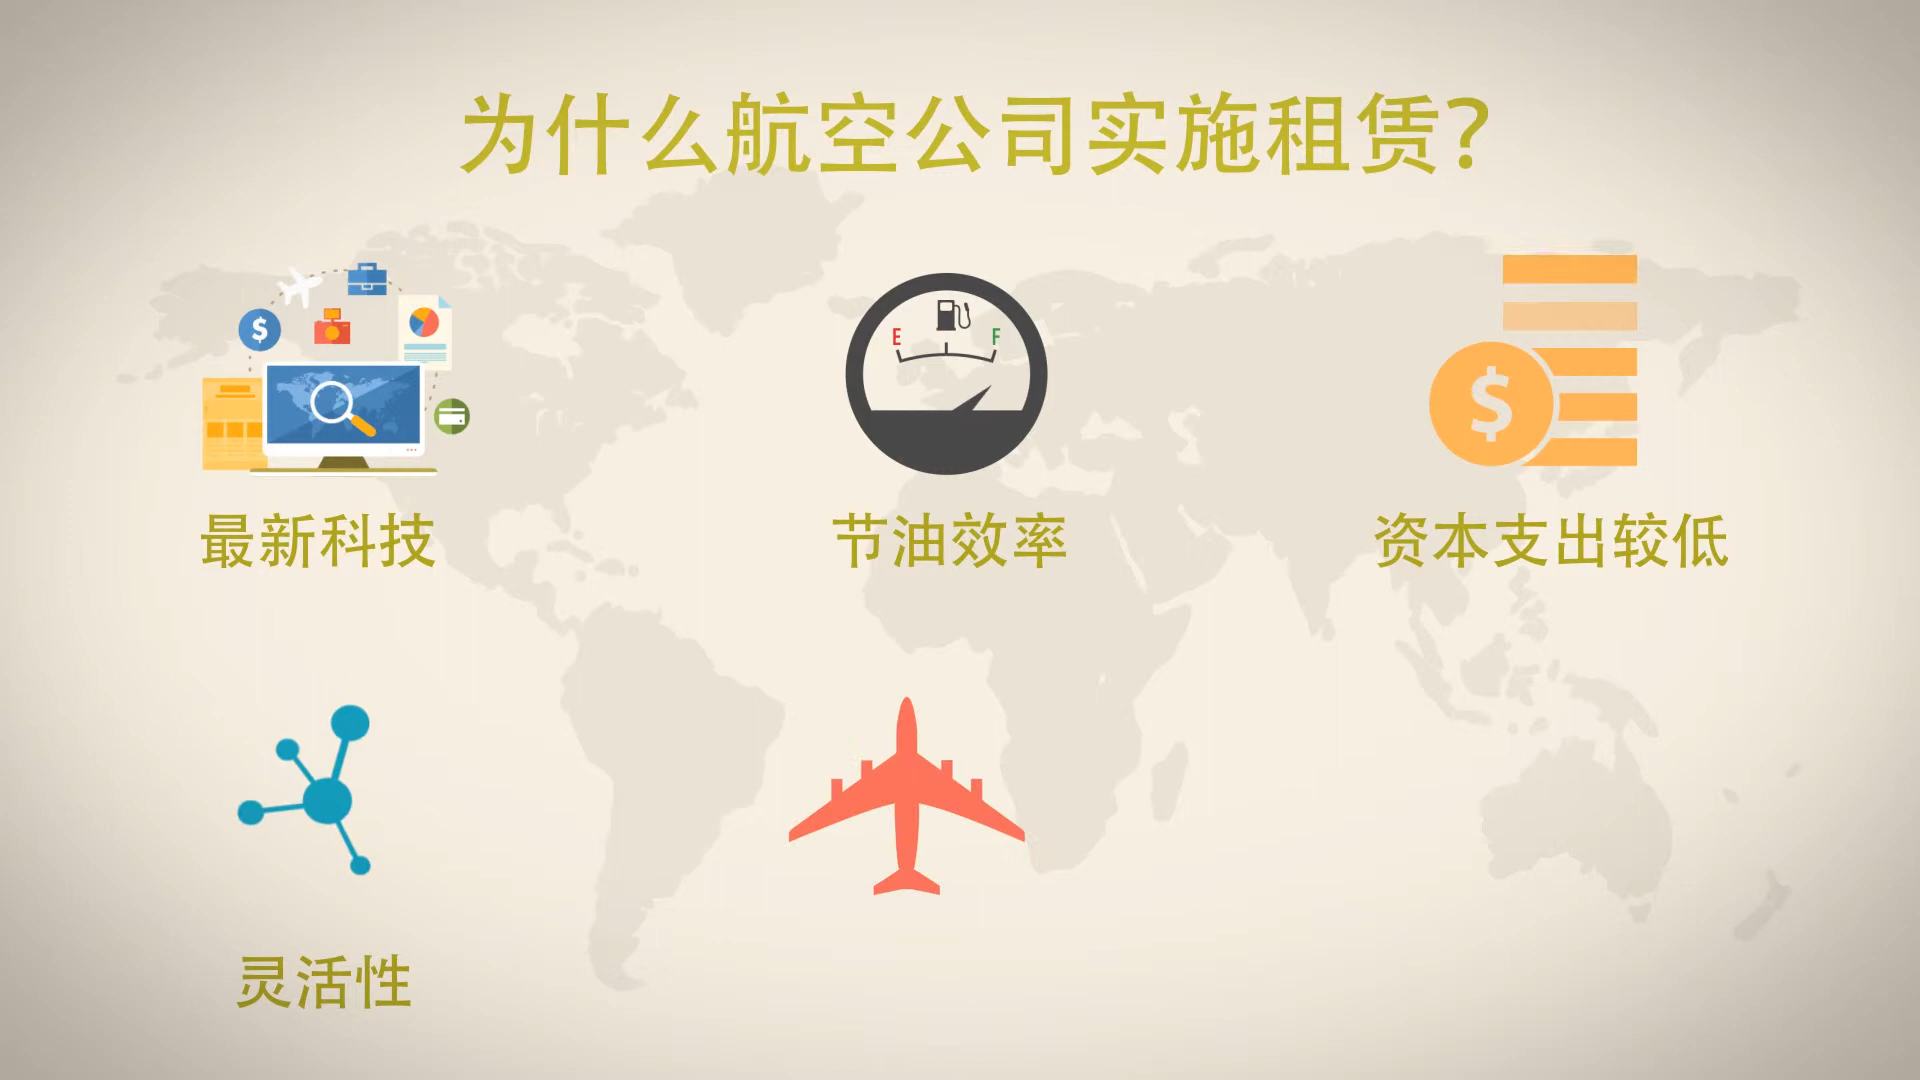 为什么航空公司实施租赁？
$
E F
$
最新科技
节油效率
资本支出较低
灵活性